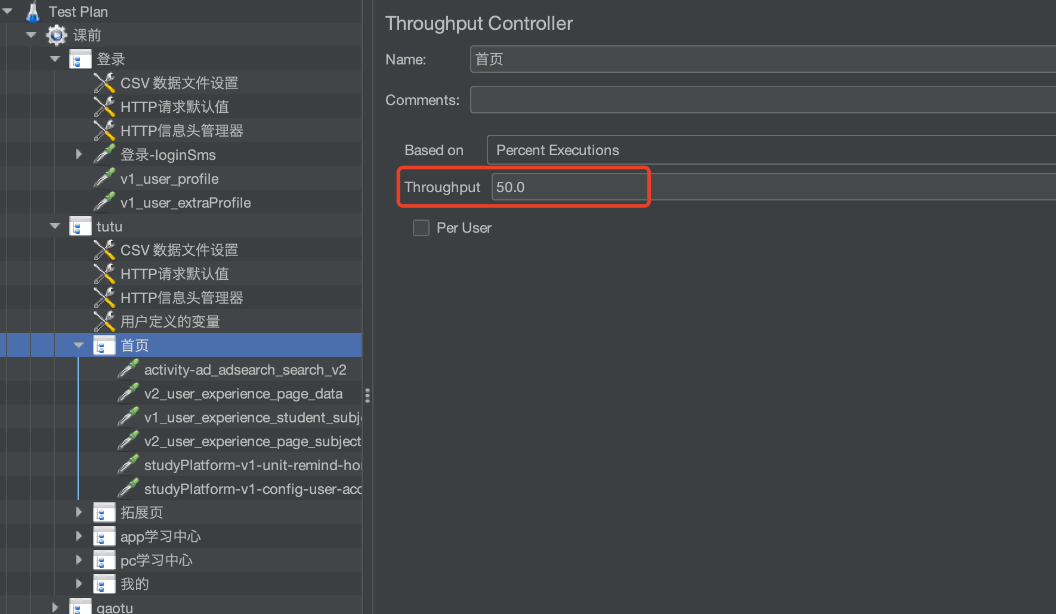 Test Plan
课前
登录
CSV 数据文件设置
HTTP请求默认值
HTTP信息头管理器
登录-loginSms
v1_user_profile
v1_user_extraProfile
tutu
CSV 数据文件设置
HTTP请求默认值
HTTP信息头管理器
用户定义的变量
首页
activity-ad_adsearch_search_v2
v2_user_experience_page_data
v1_user_experience_student_subj
v2_user_experience_page_subject
studyPlatform-v1-unit-remind-ho
studyPlatform-v1-config-user-acc
拓展页
app学习中心
pc学习中心
我的
gaotu
Throughput Controller
Name: 首页
Comments:
Based on Percent Executions
Throughput 50.0
Per User